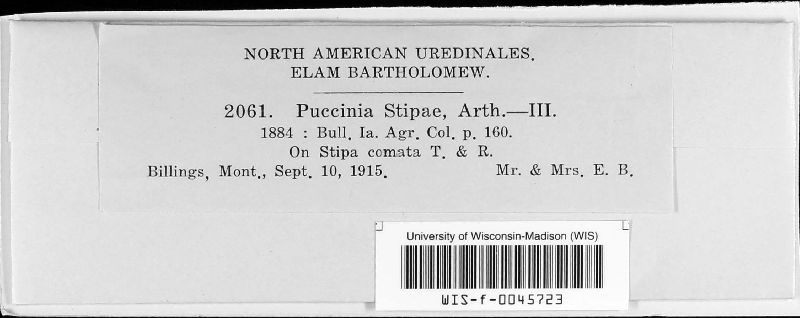 NORTH AMERICAN UREDINALES.
ELAM BARTHOLOMEW.
2061. Puccinia Stipae, Arth.—III.
1884 : Bull. Ia. Agr. Col. p. 160.
On Stipa comata T. & R.
Billings, Mont., Sept. 10, 1915. Mr. & Mrs. E. B.
University of Wisconsin-Madison (WIS)
WIS-f-0045723